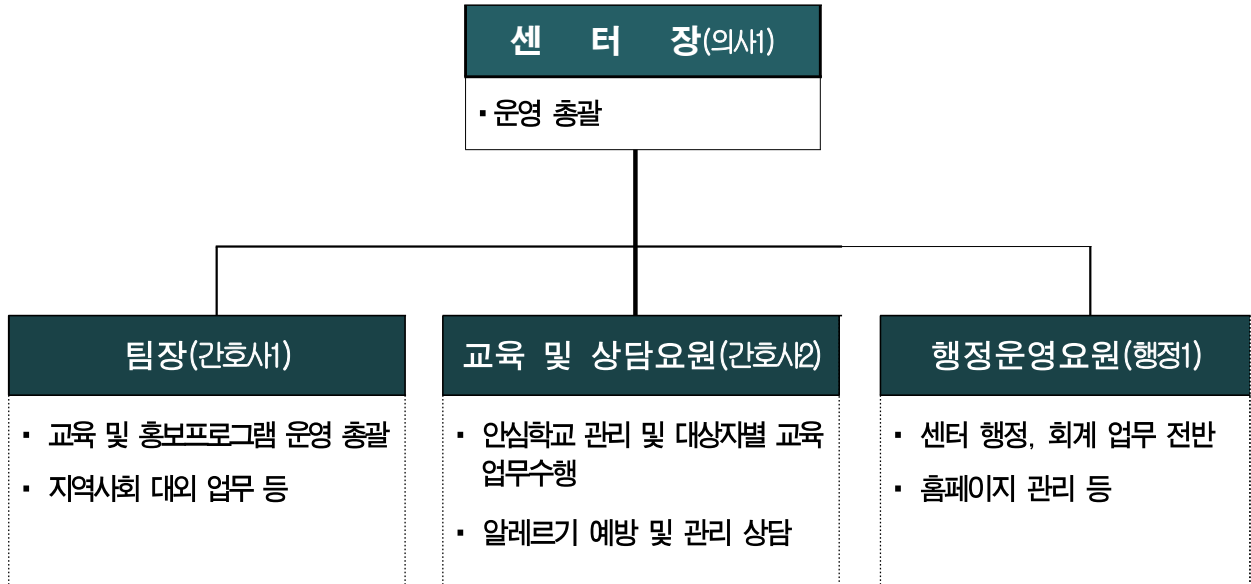 센 터 장(의사1)
▪ 운영 총괄
팀장(간호사1)
▪ 교육 및 홍보프로그램 운영 총괄
▪ 지역사회 대외 업무 등
교육 및 상담요원(간호사2)
▪ 안심학교 관리 및 대상자별 교육
업무수행
▪ 알레르기 예방 및 관리 상담
행정운영요원(행정1)
▪ 센터 행정, 회계 업무 전반
▪ 홈페이지 관리 등